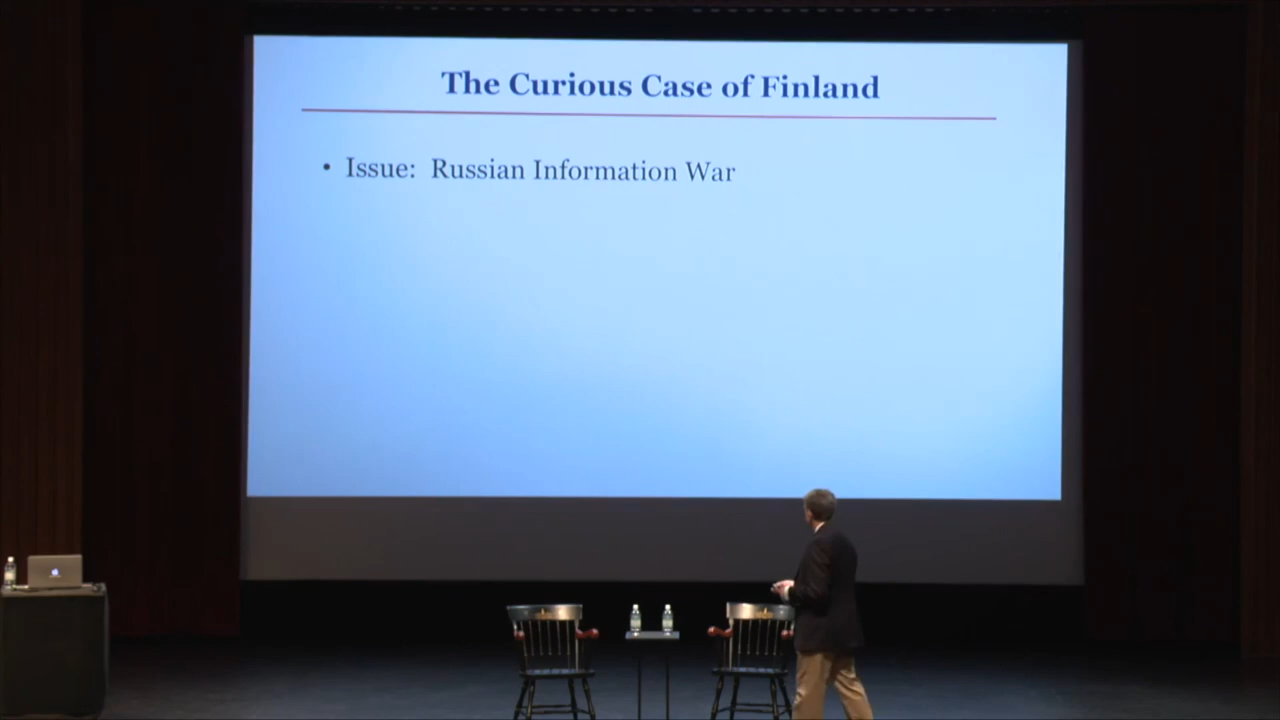 The Curious Case of Finland
• Issue: Russian Information War